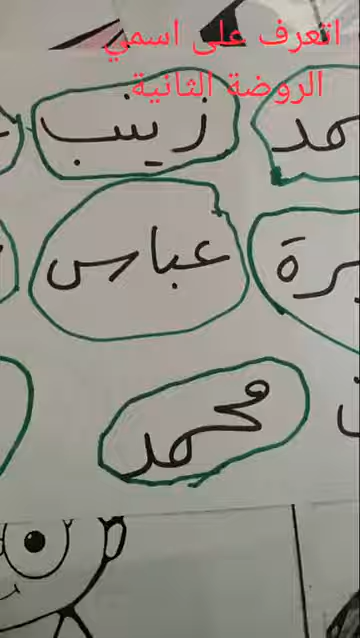 اتعرف على اسمي
الروضة الثانية
زينب
عباس
محمد